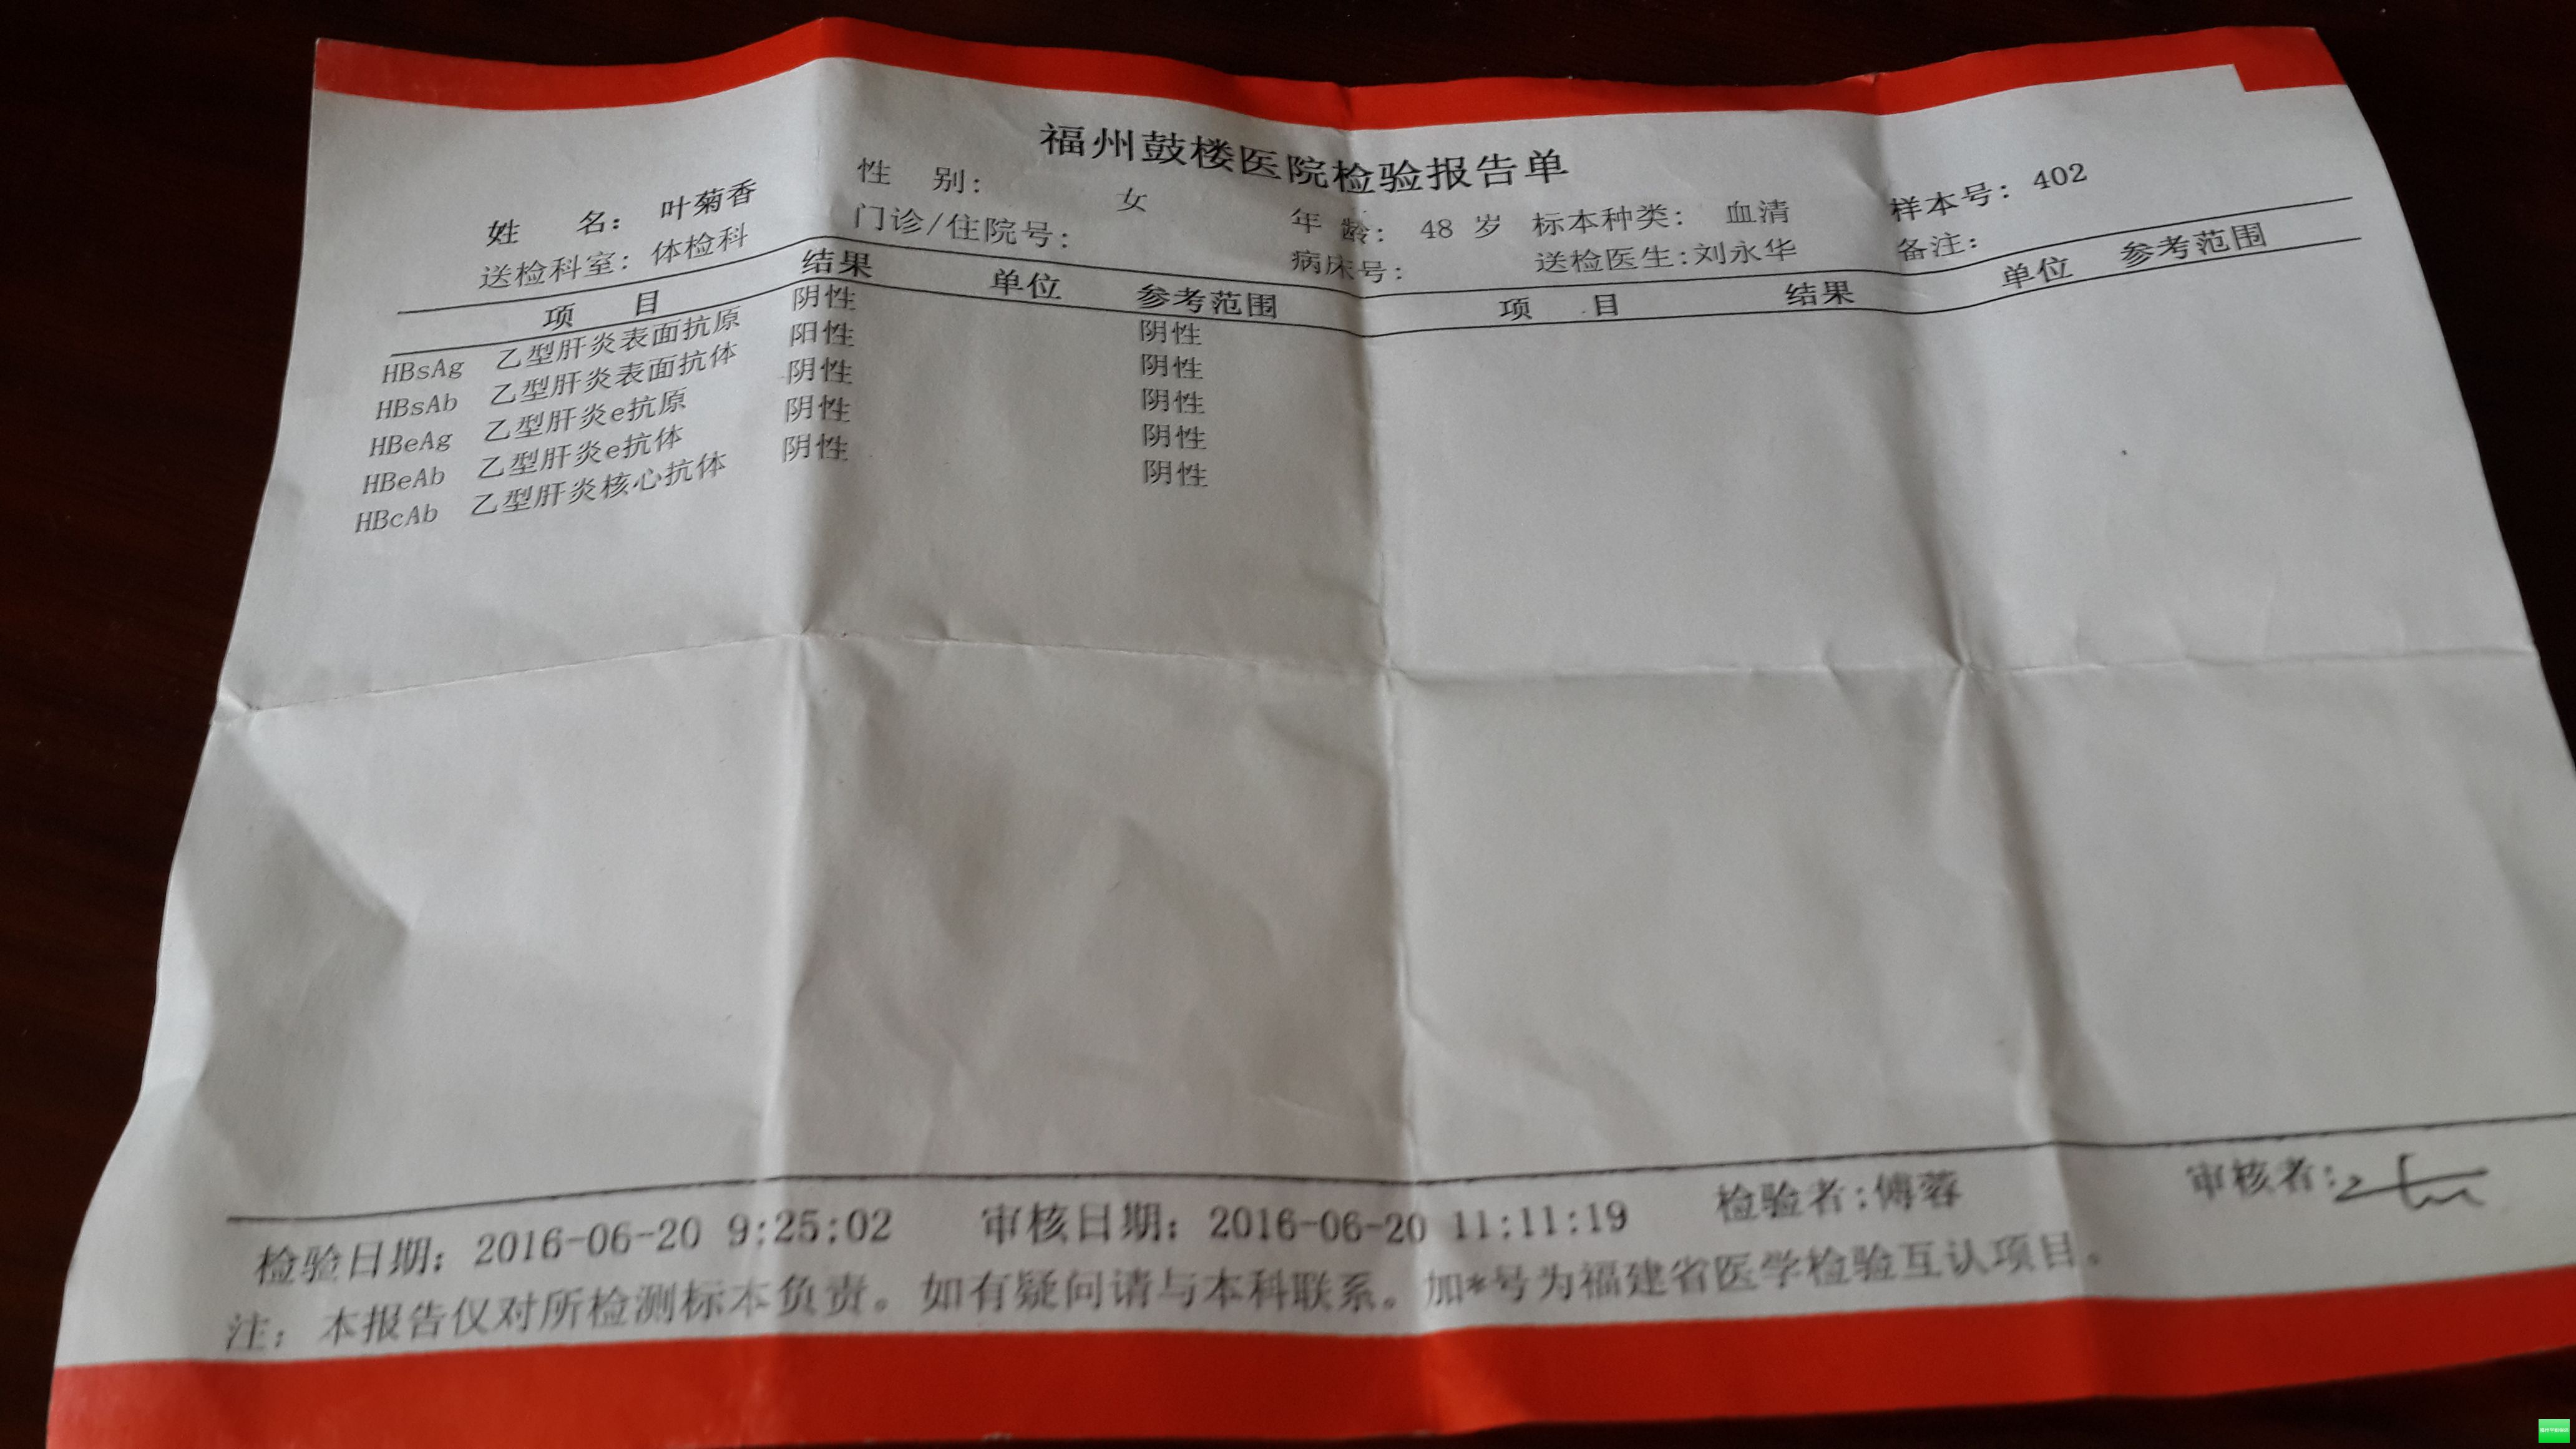 福州鼓楼医院检验报告单
姓 名： 叶菊香 性 别： 女 年 龄： 48 岁 标本种类： 血清 样本号： 402
送检科室： 体检科 门诊/住院号： 病床号： 送检医生：刘永华 备注：
项 目 结果 单位 参考范围 项 目 结果 单位 参考范围
HBsAg 乙型肝炎表面抗原 阴性 阴性
HBsAb 乙型肝炎表面抗体 阳性 阴性
HBeAg 乙型肝炎e抗原 阴性 阴性
HBeAb 乙型肝炎e抗体 阴性 阴性
HBcAb 乙型肝炎核心抗体 阴性 阴性
检验日期： 2016-06-20 9:25:02 审核日期： 2016-06-20 11:11:19 检验者：傅蓉 审核者：
注： 本报告仅对所检测标本负责。如有疑问请与本科联系。加*号为福建省医学检验互认项目。